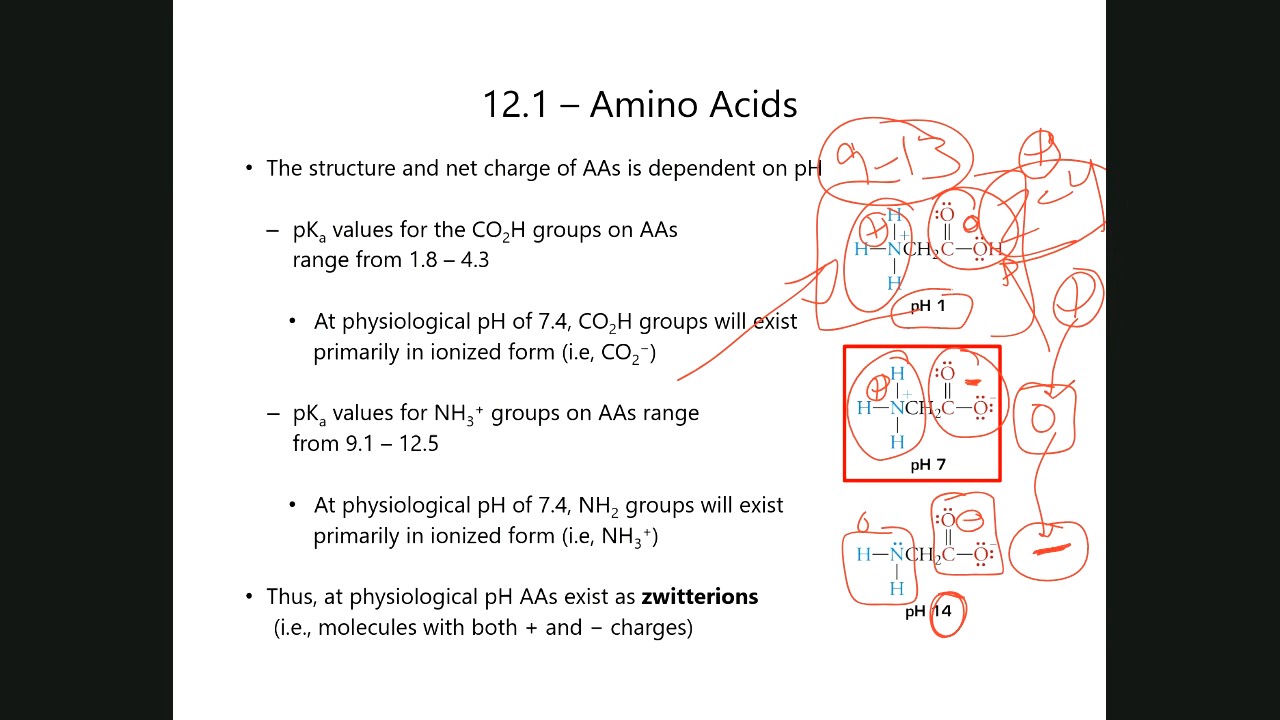 12.1 – Amino Acids
• The structure and net charge of AAs is dependent on pH
– pKₐ values for the CO₂H groups on AAs
range from 1.8 – 4.3
• At physiological pH of 7.4, CO₂H groups will exist
primarily in ionized form (i.e, CO₂⁻)
– pKₐ values for NH₃⁺ groups on AAs range
from 9.1 – 12.5
• At physiological pH of 7.4, NH₂ groups will exist
primarily in ionized form (i.e, NH₃⁺)
• Thus, at physiological pH AAs exist as zwitterions
(i.e., molecules with both + and − charges)
9-13
+
H :O: 0
+ +
H—NCH₂C—OH
H
pH 1
+
H :O: −
+ +
H—NCH₂C—O:⁻
H
0
pH 7
0 :O: −
H—NCH₂C—O:⁻
H
−
pH 14